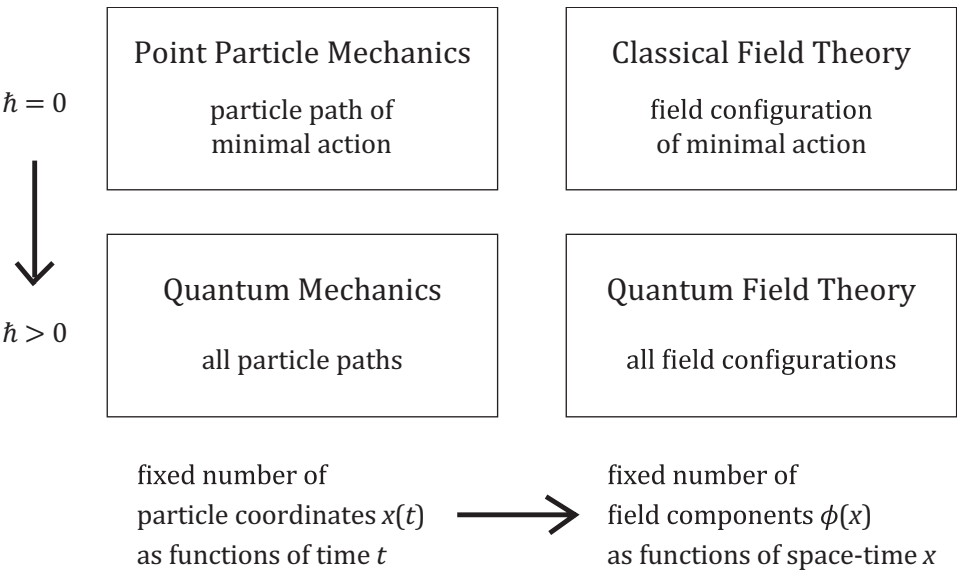 Point Particle Mechanics
particle path of
minimal action
Classical Field Theory
field configuration
of minimal action
ℏ = 0
ℏ > 0
Quantum Mechanics
all particle paths
Quantum Field Theory
all field configurations
fixed number of
particle coordinates x(t)
as functions of time t
fixed number of
field components ϕ(x)
as functions of space-time x